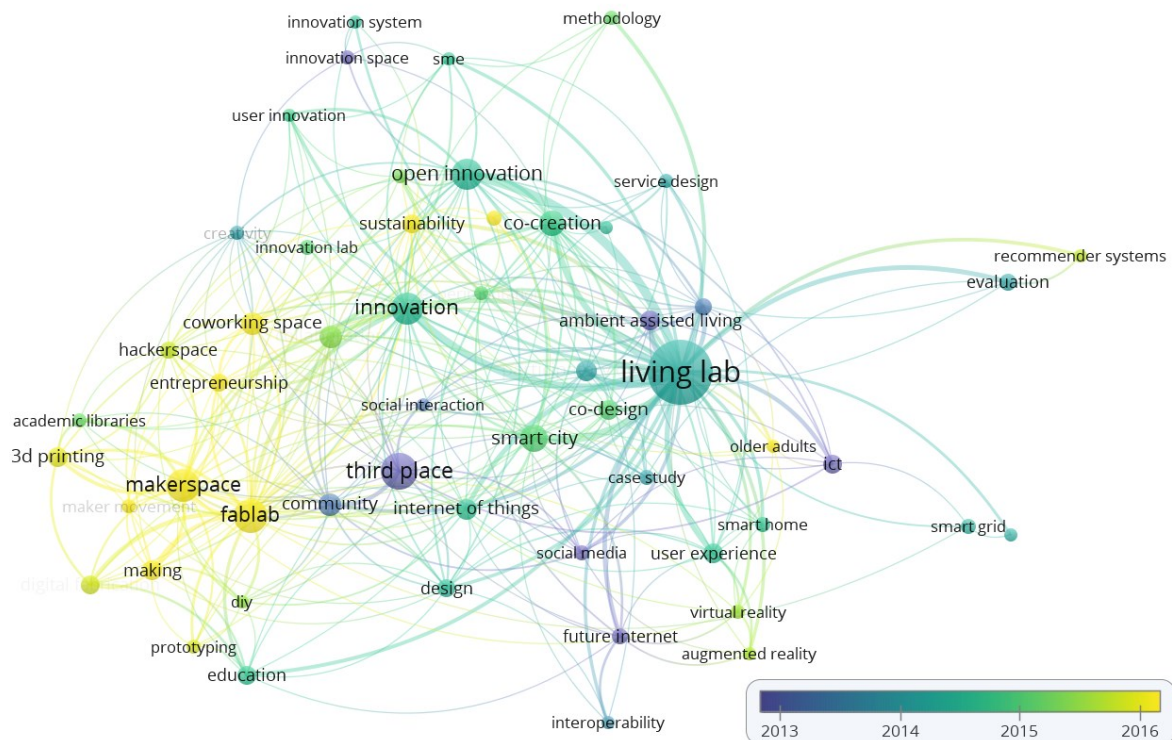 innovation system
methodology
innovation space
sme
user innovation
open innovation
service design
sustainability
co-creation
creativity
innovation lab
recommender systems
evaluation
innovation
coworking space
ambient assisted living
hackerspace
living lab
entrepreneurship
social interaction
co-design
academic libraries
smart city
older adults
3d printing
third place
ict
makerspace
case study
maker movement
community
internet of things
fablab
smart home
smart grid
social media
user experience
making
digital
design
diy
virtual reality
future internet
prototyping
augmented reality
education
interoperability
2013
2014
2015
2016